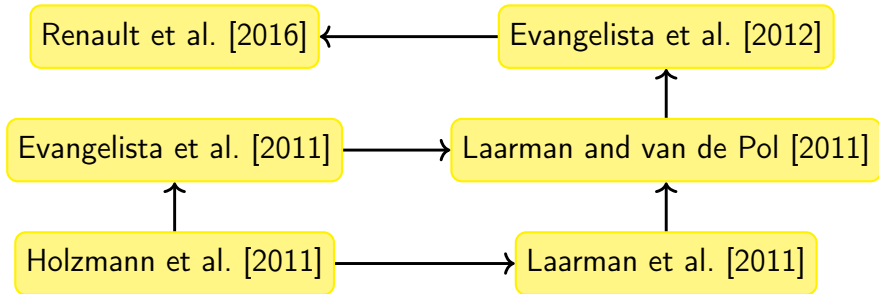 Renault et al. [2016]
Evangelista et al. [2012]
Evangelista et al. [2011]
Laarman and van de Pol [2011]
Holzmann et al. [2011]
Laarman et al. [2011]